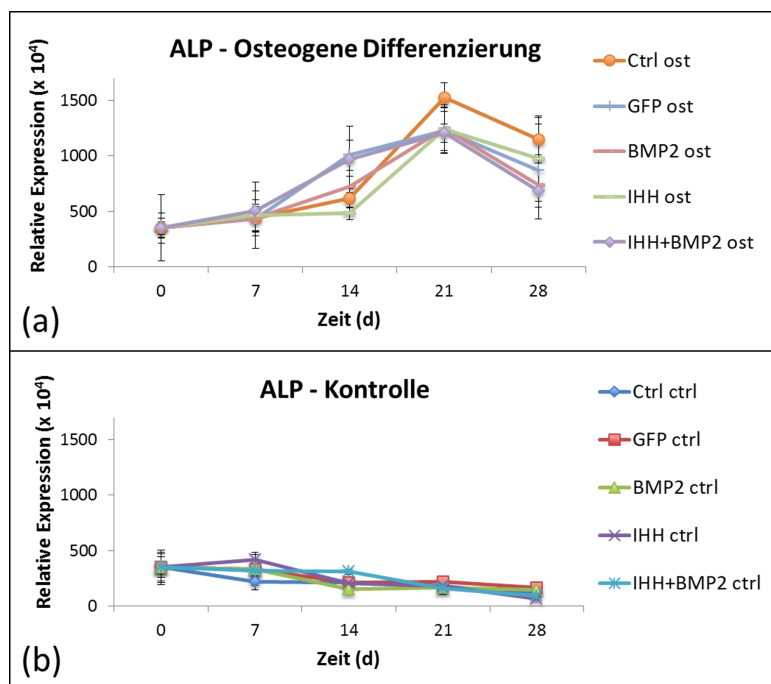 ALP - Osteogene Differenzierung
Relative Expression (x 10⁴)
1500
1000
500
0
0 7 14 21 28
Zeit (d)
Ctrl ost
GFP ost
BMP2 ost
IHH ost
IHH+BMP2 ost
(a)
ALP - Kontrolle
Relative Expression (x 10⁴)
1500
1000
500
0
0 7 14 21 28
Zeit (d)
Ctrl ctrl
GFP ctrl
BMP2 ctrl
IHH ctrl
IHH+BMP2 ctrl
(b)